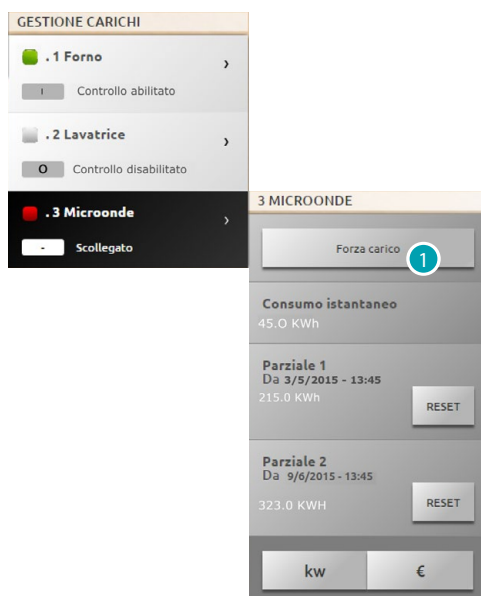 GESTIONE CARICHI
. 1 Forno
›
I Controllo abilitato
. 2 Lavatrice
›
O Controllo disabilitato
. 3 Microonde
›
- Scollegato
3 MICROONDE
Forza carico
1
Consumo istantaneo
45.O KWh
Parziale 1
Da 3/5/2015 - 13:45
215.0 KWh
RESET
Parziale 2
Da 9/6/2015 - 13:45
323.0 KWH
RESET
kw €